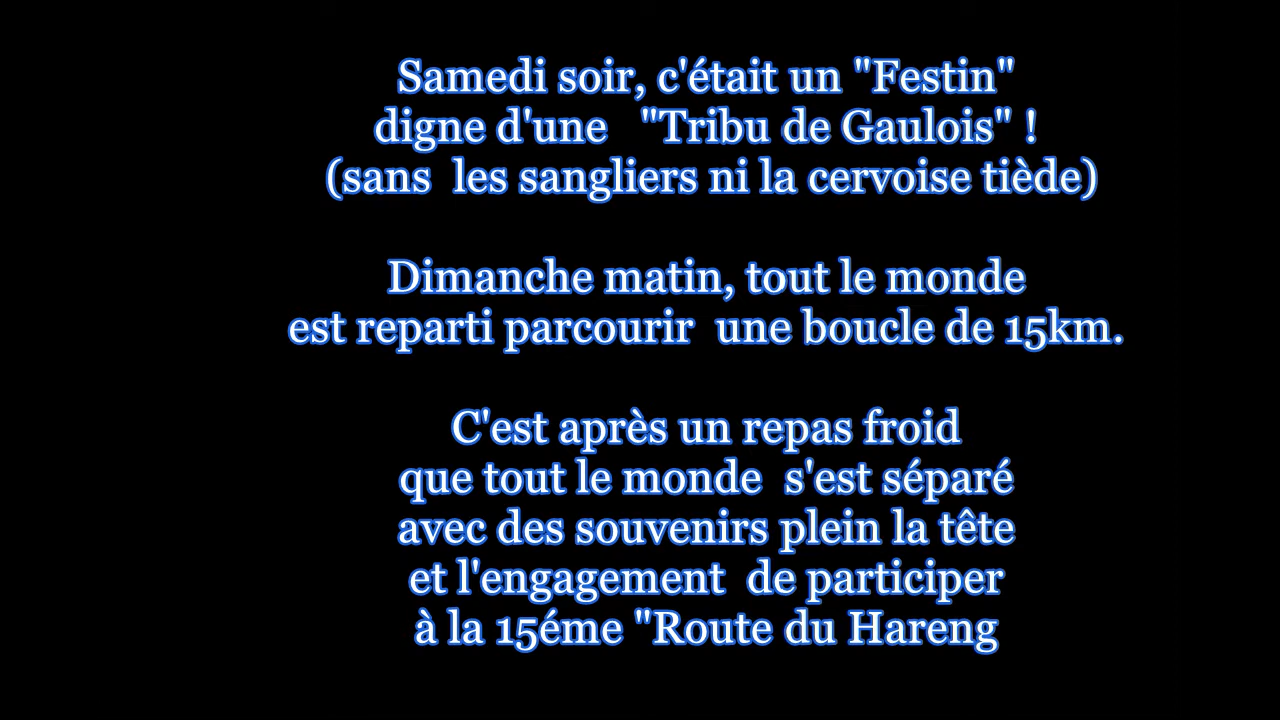 Samedi soir, c'était un "Festin"
digne d'une "Tribu de Gaulois" !
(sans les sangliers ni la cervoise tiède)
Dimanche matin, tout le monde
est reparti parcourir une boucle de 15km.
C'est après un repas froid
que tout le monde s'est séparé
avec des souvenirs plein la tête
et l'engagement de participer
à la 15éme "Route du Hareng